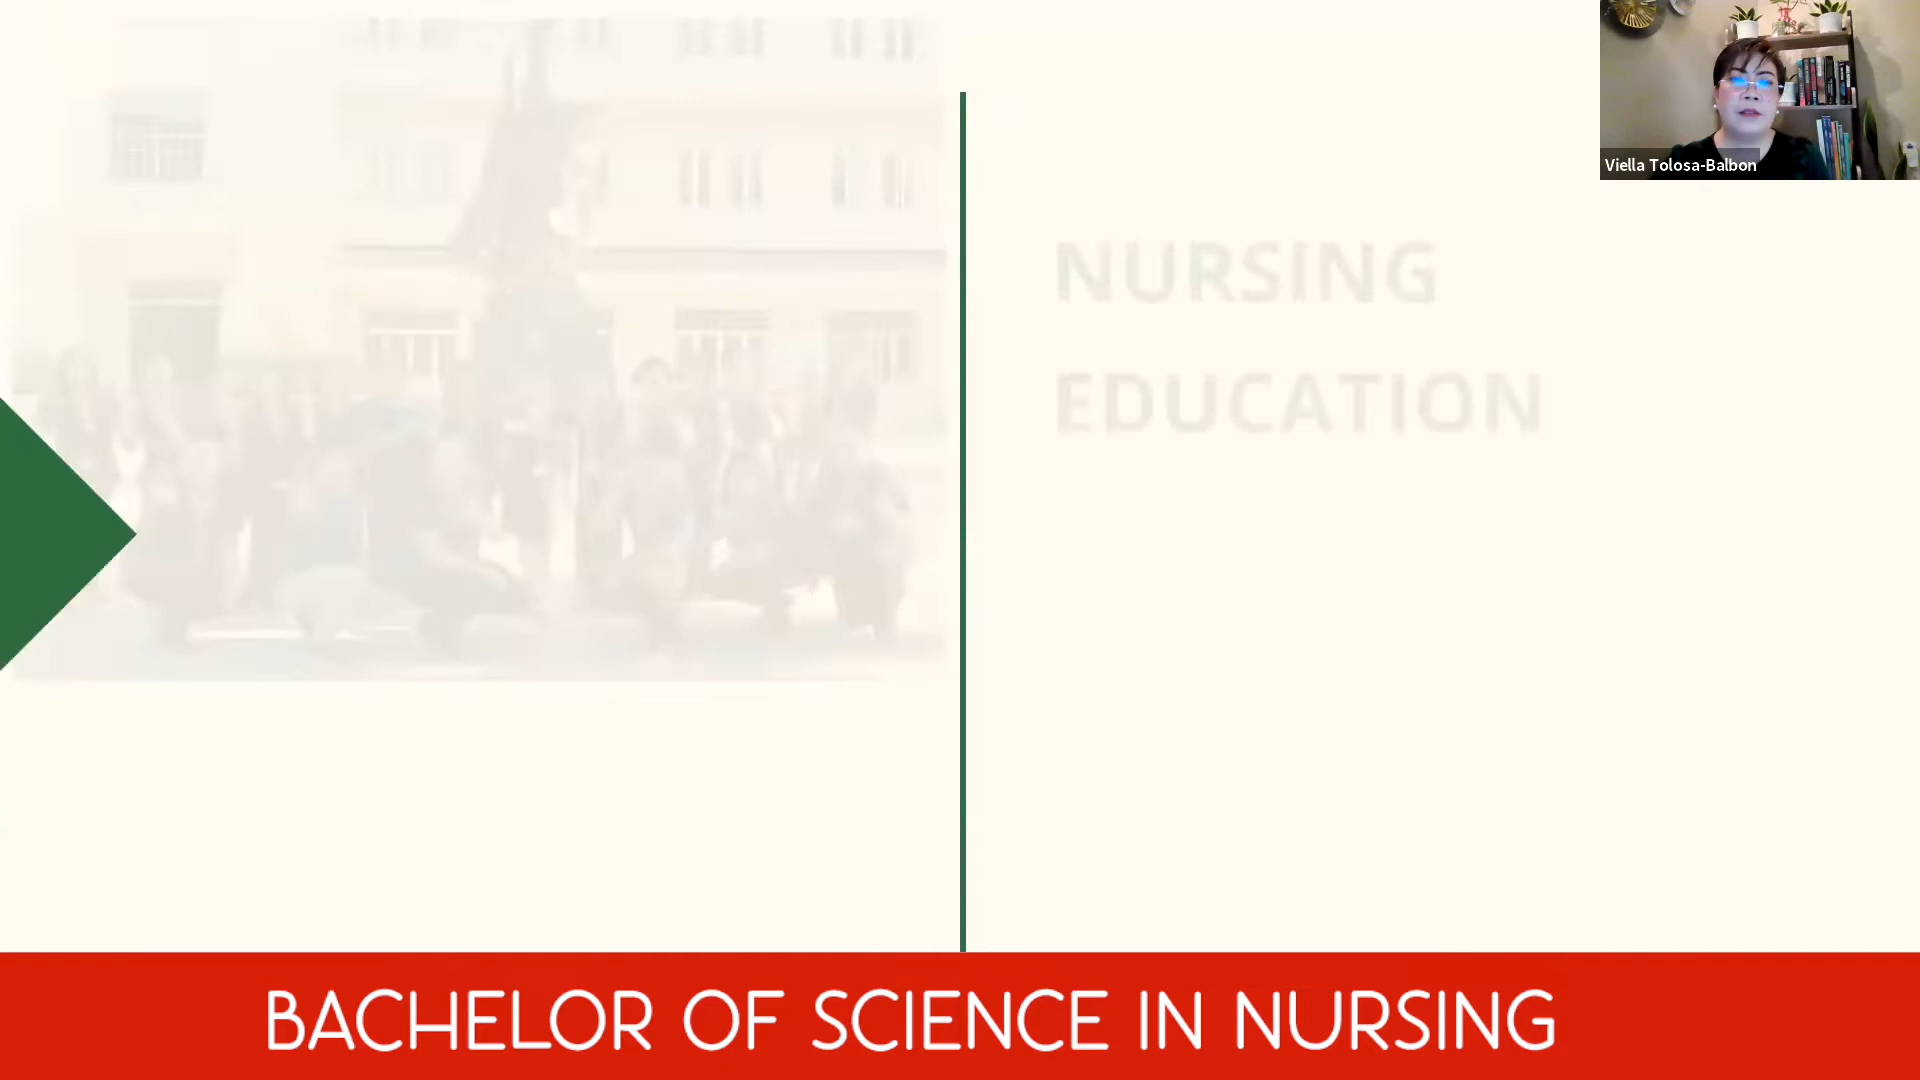 Viella Tolosa-Balbon
NURSING
EDUCATION
BACHELOR OF SCIENCE IN NURSING